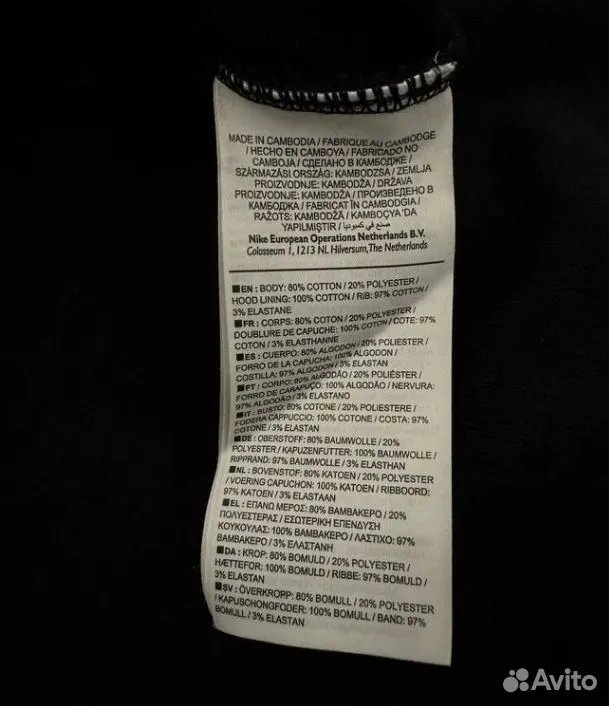 MADE IN CAMBODIA / FABRIQUE AU CAMBODGE
/ HECHO EN CAMBOYA / FABRICADO NO
CAMBOJA / СДЕЛАНО В КАМБОДЖЕ /
SZÁRMAZÁSI ORSZÁG: KAMBODZSA / ZEMLJA
PROIZVODNJE: KAMBODŽA / DRŽAVA
PROIZVODNJE: KAMBODŽA / ПРОИЗВЕДЕНО В
КАМБОДЖА / FABRICAT ÎN CAMBODGIA /
RAŽOTS: KAMBODŽĀ / KAMBOÇYA 'DA
YAPILMIŞTIR / صنع في كمبوديا
Nike European Operations Netherlands B.V.
Colosseum 1, 1213 NL Hilversum, The Netherlands
EN : BODY: 80% COTTON / 20% POLYESTER /
HOOD LINING: 100% COTTON / RIB: 97% COTTON /
3% ELASTANE
FR : CORPS: 80% COTON / 20% POLYESTER /
DOUBLURE DE CAPUCHE: 100% COTON / COTE: 97%
COTON / 3% ELASTHANNE
ES : CUERPO: 80% ALGODON / 20% POLIESTER /
FORRO DE LA CAPUCHA: 100% ALGODON /
COSTILLA: 97% ALGODON / 3% ELASTAN
PT : CORPO: 80% ALGODÃO / 20% POLIÉSTER /
FORRO DE CARAPUÇO: 100% ALGODÃO / NERVURA:
97% ALGODÃO / 3% ELASTANO
IT : BUSTO: 80% COTONE / 20% POLIESTERE /
FODERA CAPPUCCIO: 100% COTONE / COSTA: 97%
COTONE / 3% ELASTAN
DE : OBERSTOFF: 80% BAUMWOLLE / 20%
POLYESTER / KAPUZENFUTTER: 100% BAUMWOLLE /
RIPPRAND: 97% BAUMWOLLE / 3% ELASTHAN
NL : BOVENSTOF: 80% KATOEN / 20% POLYESTER
/ VOERING CAPUCHON: 100% KATOEN / RIBBOORD:
97% KATOEN / 3% ELASTAAN
EL : ΕΠΑΝΩ ΜΕΡΟΣ: 80% ΒΑΜΒΑΚΕΡΟ / 20%
ΠΟΛΥΕΣΤΕΡΑΣ / ΕΣΩΤΕΡΙΚΗ ΕΠΕΝΔΥΣΗ
ΚΟΥΚΟΥΛΑΣ: 100% ΒΑΜΒΑΚΕΡΟ / ΛΑΣΤΙΧΟ: 97%
ΒΑΜΒΑΚΕΡΟ / 3% ΕΛΑΣΤΑΝΗ
DA : KROP: 80% BOMULD / 20% POLYESTER /
HÆTTEFOR: 100% BOMULD / RIBBE: 97% BOMULD /
3% ELASTAN
SV : ÖVERKROPP: 80% BOMULL / 20% POLYESTER
/ KAPUSCHONGFODER: 100% BOMULL / BAND: 97%
BOMULL / 3% ELASTAN
Avito